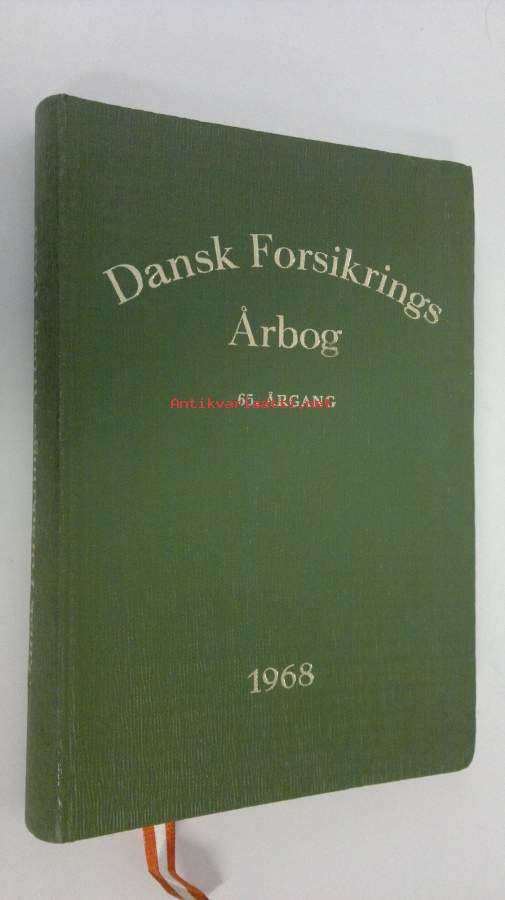 Dansk Forsikrings
Årbog
65. ÅRGANG
Antikvariaatti.net
1968